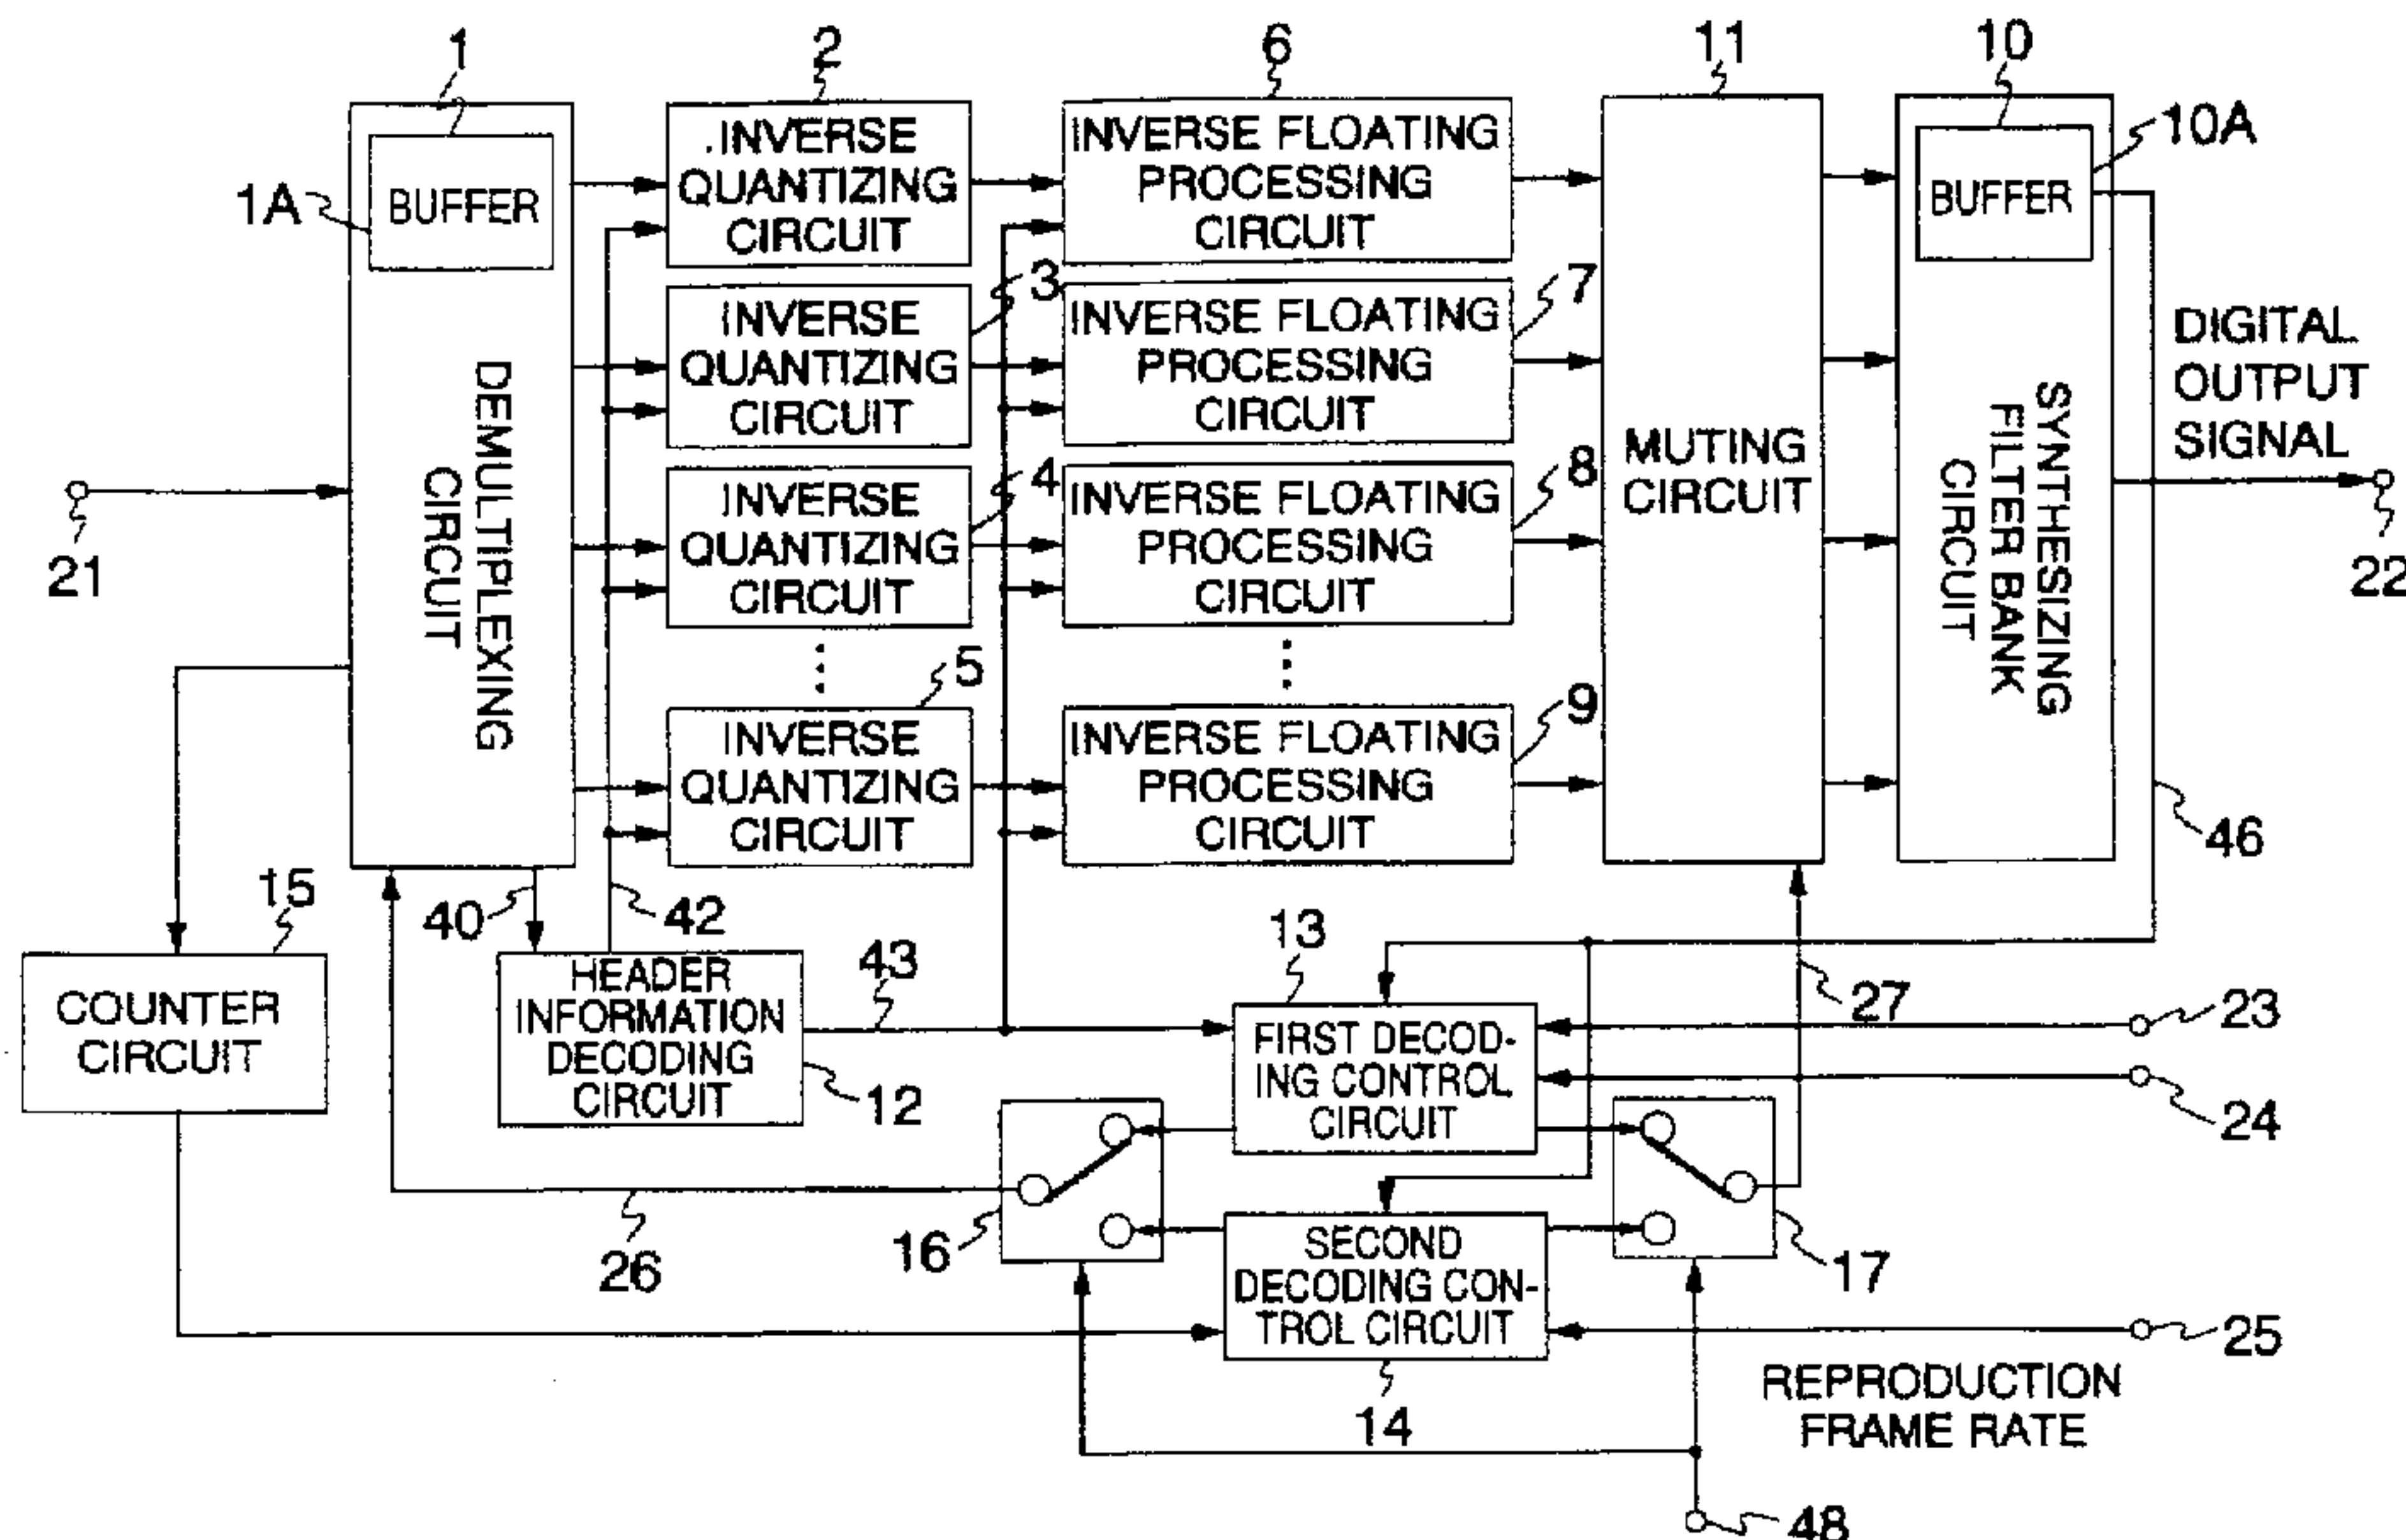 1
2
6
11
10
10A
1A
BUFFER
DEMULTIPLEXING
CIRCUIT
INVERSE
QUANTIZING
CIRCUIT
INVERSE FLOATING
PROCESSING
CIRCUIT
BUFFER
3
INVERSE
QUANTIZING
CIRCUIT
7
INVERSE FLOATING
PROCESSING
CIRCUIT
MUTING
CIRCUIT
SYNTHESIZING
FILTER BANK
CIRCUIT
DIGITAL
OUTPUT
SIGNAL
4
INVERSE
QUANTIZING
CIRCUIT
8
INVERSE FLOATING
PROCESSING
CIRCUIT
21
22
5
INVERSE
QUANTIZING
CIRCUIT
9
INVERSE FLOATING
PROCESSING
CIRCUIT
46
15
40
42
43
13
27
COUNTER
CIRCUIT
HEADER
INFORMATION
DECODING
CIRCUIT
12
FIRST DECOD-
ING CONTROL
CIRCUIT
23
24
16
26
SECOND
DECODING CON-
TROL CIRCUIT
17
25
14
REPRODUCTION
FRAME RATE
48